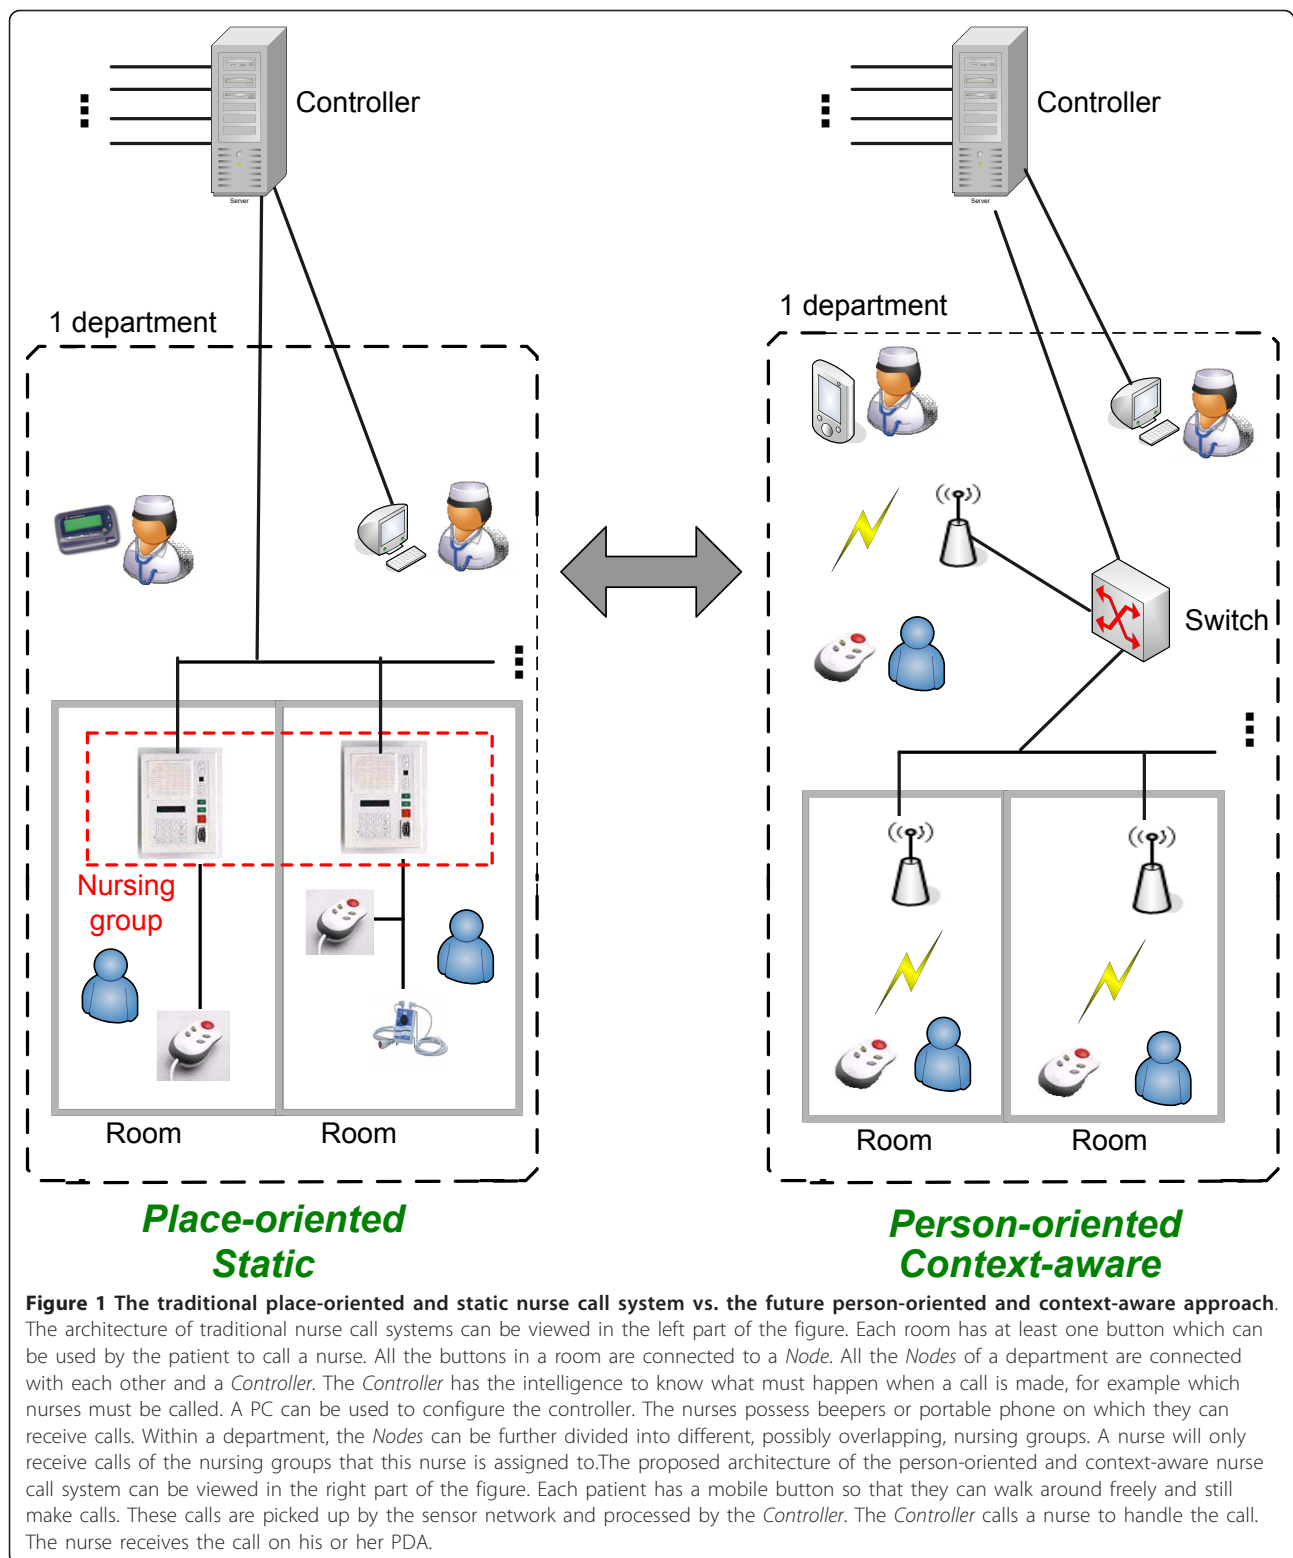 Controller
Server
1 department
Nursing
group
Room
Room
Place-oriented
Static
Controller
Server
1 department
Switch
Room
Room
Person-oriented
Context-aware
Figure 1 The traditional place-oriented and static nurse call system vs. the future person-oriented and context-aware approach.
The architecture of traditional nurse call systems can be viewed in the left part of the figure. Each room has at least one button which can
be used by the patient to call a nurse. All the buttons in a room are connected to a Node. All the Nodes of a department are connected
with each other and a Controller. The Controller has the intelligence to know what must happen when a call is made, for example which
nurses must be called. A PC can be used to configure the controller. The nurses possess beepers or portable phone on which they can
receive calls. Within a department, the Nodes can be further divided into different, possibly overlapping, nursing groups. A nurse will only
receive calls of the nursing groups that this nurse is assigned to.The proposed architecture of the person-oriented and context-aware nurse
call system can be viewed in the right part of the figure. Each patient has a mobile button so that they can walk around freely and still
make calls. These calls are picked up by the sensor network and processed by the Controller. The Controller calls a nurse to handle the call.
The nurse receives the call on his or her PDA.